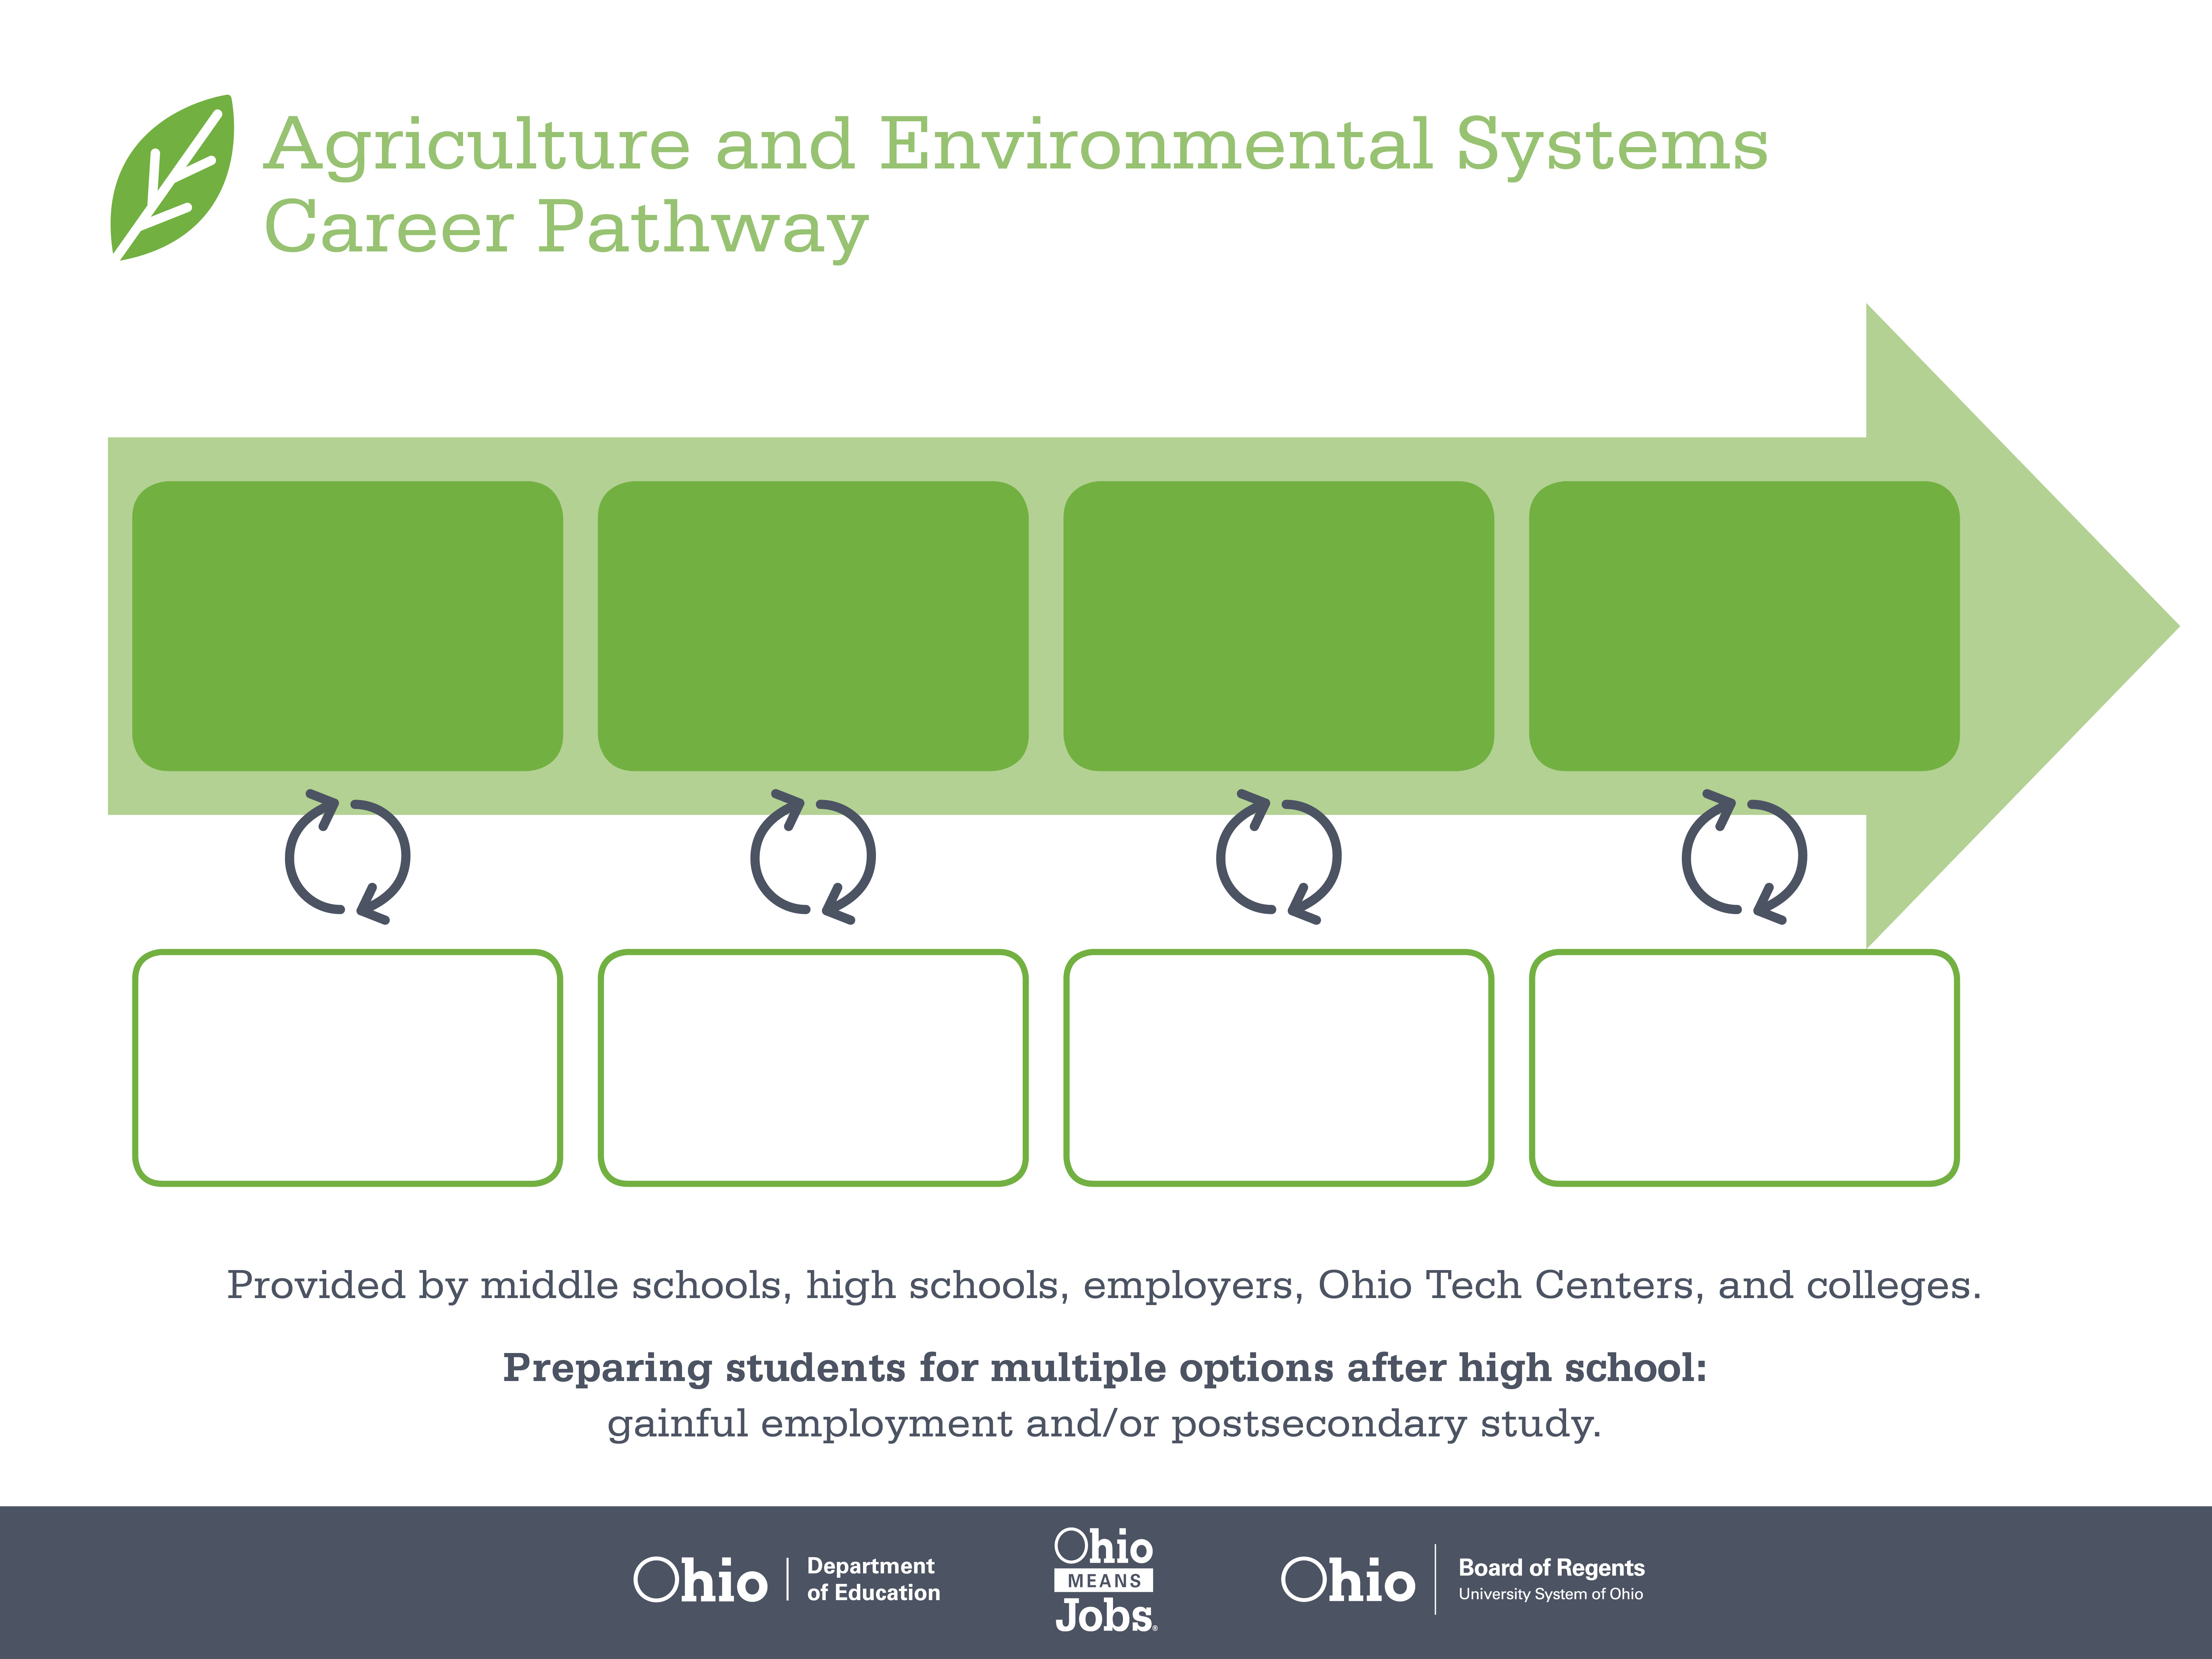 Agriculture and Environmental Systems
Career Pathway
Provided by middle schools, high schools, employers, Ohio Tech Centers, and colleges.
Preparing students for multiple options after high school:
gainful employment and/or postsecondary study.
Ohio
Department
of Education
Ohio
MEANS
Jobs®
Ohio
Board of Regents
University System of Ohio